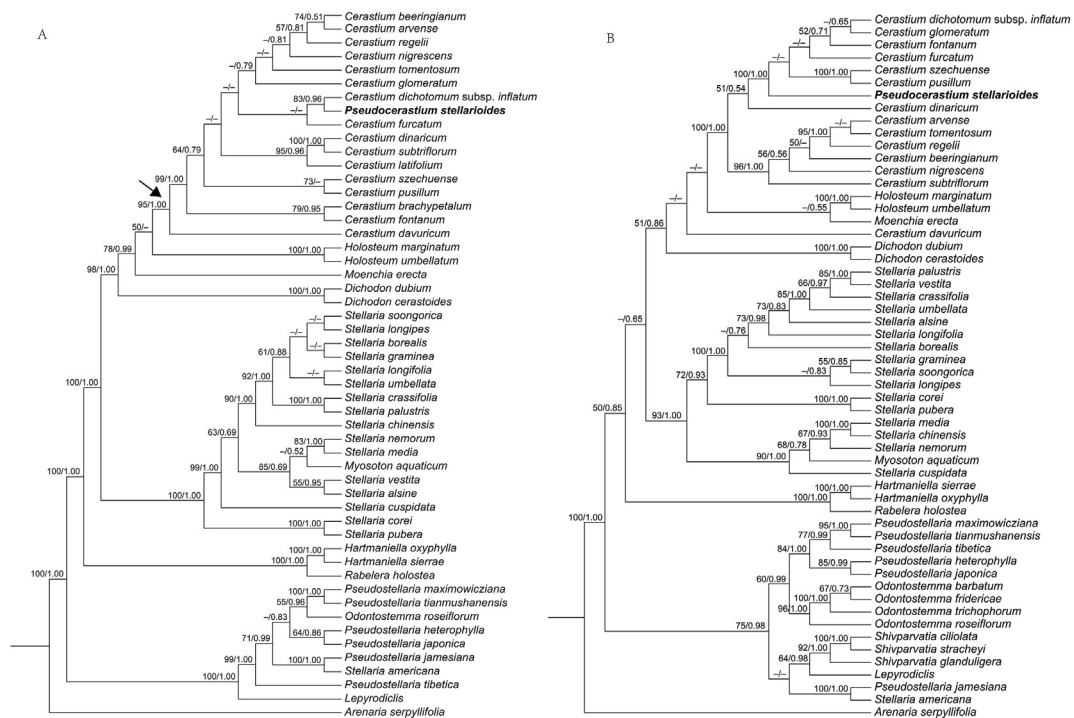 A
74/0.51
Cerastium beeringianum
57/0.81
Cerastium arvense
–/0.81
Cerastium regelii
–/0.79
Cerastium nigrescens
–/–
Cerastium tomentosum
Cerastium glomeratum
83/0.96
Cerastium dichotomum subsp. inflatum
–/–
Pseudocerastium stellarioides
–/–
Cerastium furcatum
100/1.00
Cerastium dinaricum
64/0.79
95/0.96
Cerastium subtriflorum
Cerastium latifolium
99/1.00
73/–
Cerastium szechuense
Cerastium pusillum
95/1.00
79/0.95
Cerastium brachypetalum
Cerastium fontanum
50/–
Cerastium davuricum
78/0.99
100/1.00
Holosteum marginatum
Holosteum umbellatum
98/1.00
Moenchia erecta
100/1.00
Dichodon dubium
Dichodon cerastoides
–/–
Stellaria soongorica
–/–
Stellaria longipes
–/–
Stellaria borealis
61/0.88
Stellaria graminea
–/–
Stellaria longifolia
92/1.00
Stellaria umbellata
100/1.00
100/1.00
Stellaria crassifolia
90/1.00
Stellaria palustris
Stellaria chinensis
63/0.69
83/1.00
Stellaria nemorum
–/0.52
Stellaria media
85/0.69
Myosoton aquaticum
99/1.00
55/0.95
Stellaria vestita
100/1.00
Stellaria alsine
100/1.00
Stellaria cuspidata
100/1.00
Stellaria corei
Stellaria pubera
100/1.00
Hartmaniella oxyphylla
100/1.00
Hartmaniella sierrae
100/1.00
Rabelera holostea
100/1.00
Pseudostellaria maximowicziana
55/0.96
Pseudostellaria tianmushanensis
–/0.83
Odontostemma roseiflorum
64/0.86
Pseudostellaria heterophylla
71/0.99
Pseudostellaria japonica
99/1.00
100/1.00
Pseudostellaria jamesiana
Stellaria americana
100/1.00
Pseudostellaria tibetica
Lepyrodiclis
Arenaria serpyllifolia
B
–/0.65
Cerastium dichotomum subsp. inflatum
52/0.71
Cerastium glomeratum
–/–
Cerastium fontanum
–/–
Cerastium furcatum
100/1.00
100/1.00
Cerastium szechuense
Cerastium pusillum
51/0.54
Pseudocerastium stellarioides
Cerastium dinaricum
–/–
Cerastium arvense
100/1.00
95/1.00
Cerastium tomentosum
50/–
Cerastium regelii
56/0.56
Cerastium beeringianum
96/1.00
Cerastium nigrescens
Cerastium subtriflorum
–/–
100/1.00
Holosteum marginatum
–/0.55
Holosteum umbellatum
Moenchia erecta
51/0.86
–/–
Cerastium davuricum
100/1.00
Dichodon dubium
Dichodon cerastoides
85/1.00
Stellaria palustris
66/0.97
Stellaria vestita
85/1.00
Stellaria crassifolia
73/0.83
Stellaria umbellata
–/0.65
73/0.98
Stellaria alsine
–/0.76
Stellaria longifolia
100/1.00
Stellaria borealis
55/0.85
Stellaria graminea
–/0.83
Stellaria soongorica
72/0.93
Stellaria longipes
100/1.00
Stellaria corei
50/0.85
93/1.00
Stellaria pubera
100/1.00
Stellaria media
67/0.93
Stellaria chinensis
68/0.78
Stellaria nemorum
90/1.00
Myosoton aquaticum
Stellaria cuspidata
100/1.00
Hartmaniella sierrae
100/1.00
Hartmaniella oxyphylla
Rabelera holostea
100/1.00
95/1.00
Pseudostellaria maximowicziana
77/0.99
Pseudostellaria tianmushanensis
84/1.00
Pseudostellaria tibetica
85/0.99
Pseudostellaria heterophylla
Pseudostellaria japonica
60/0.99
67/0.73
Odontostemma barbatum
100/1.00
Odontostemma fridericae
96/1.00
Odontostemma trichophorum
Odontostemma roseiflorum
75/0.98
100/1.00
Shivparvatia ciliolata
92/1.00
Shivparvatia stracheyi
64/0.98
Shivparvatia glanduligera
–/–
Lepyrodiclis
100/1.00
Pseudostellaria jamesiana
Stellaria americana
Arenaria serpyllifolia